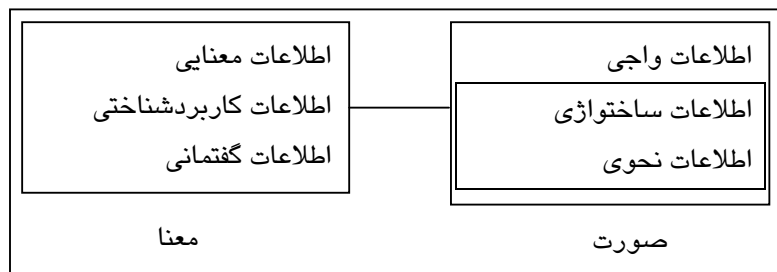 اطلاعات واجی
اطلاعات ساختواژی
اطلاعات نحوی
صورت
اطلاعات معنایی
اطلاعات کاربردشناختی
اطلاعات گفتمانی
معنا